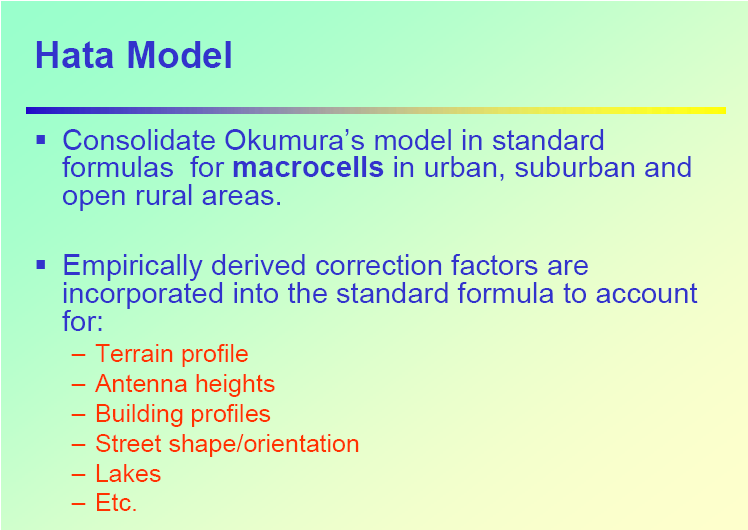 Hata Model
▪ Consolidate Okumura's model in standard
formulas  for macrocells in urban, suburban and
open rural areas.
▪ Empirically derived correction factors are
incorporated into the standard formula to account
for:
– Terrain profile
– Antenna heights
– Building profiles
– Street shape/orientation
– Lakes
– Etc.